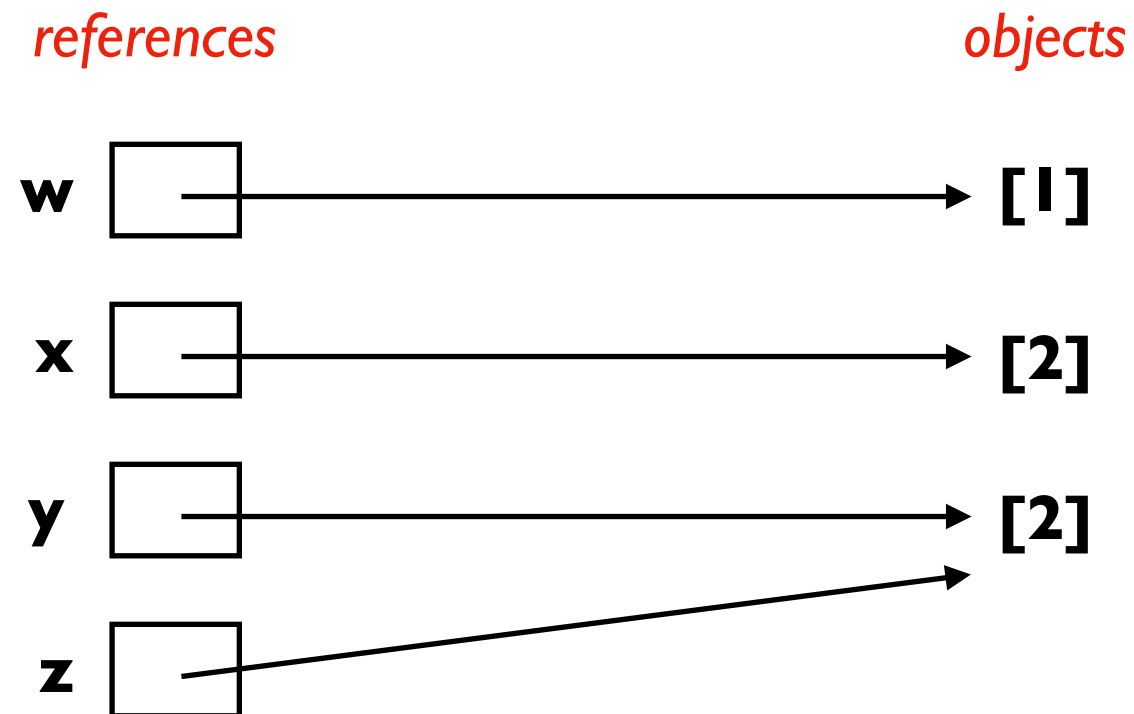 references objects
w [1]
x [2]
y [2]
z